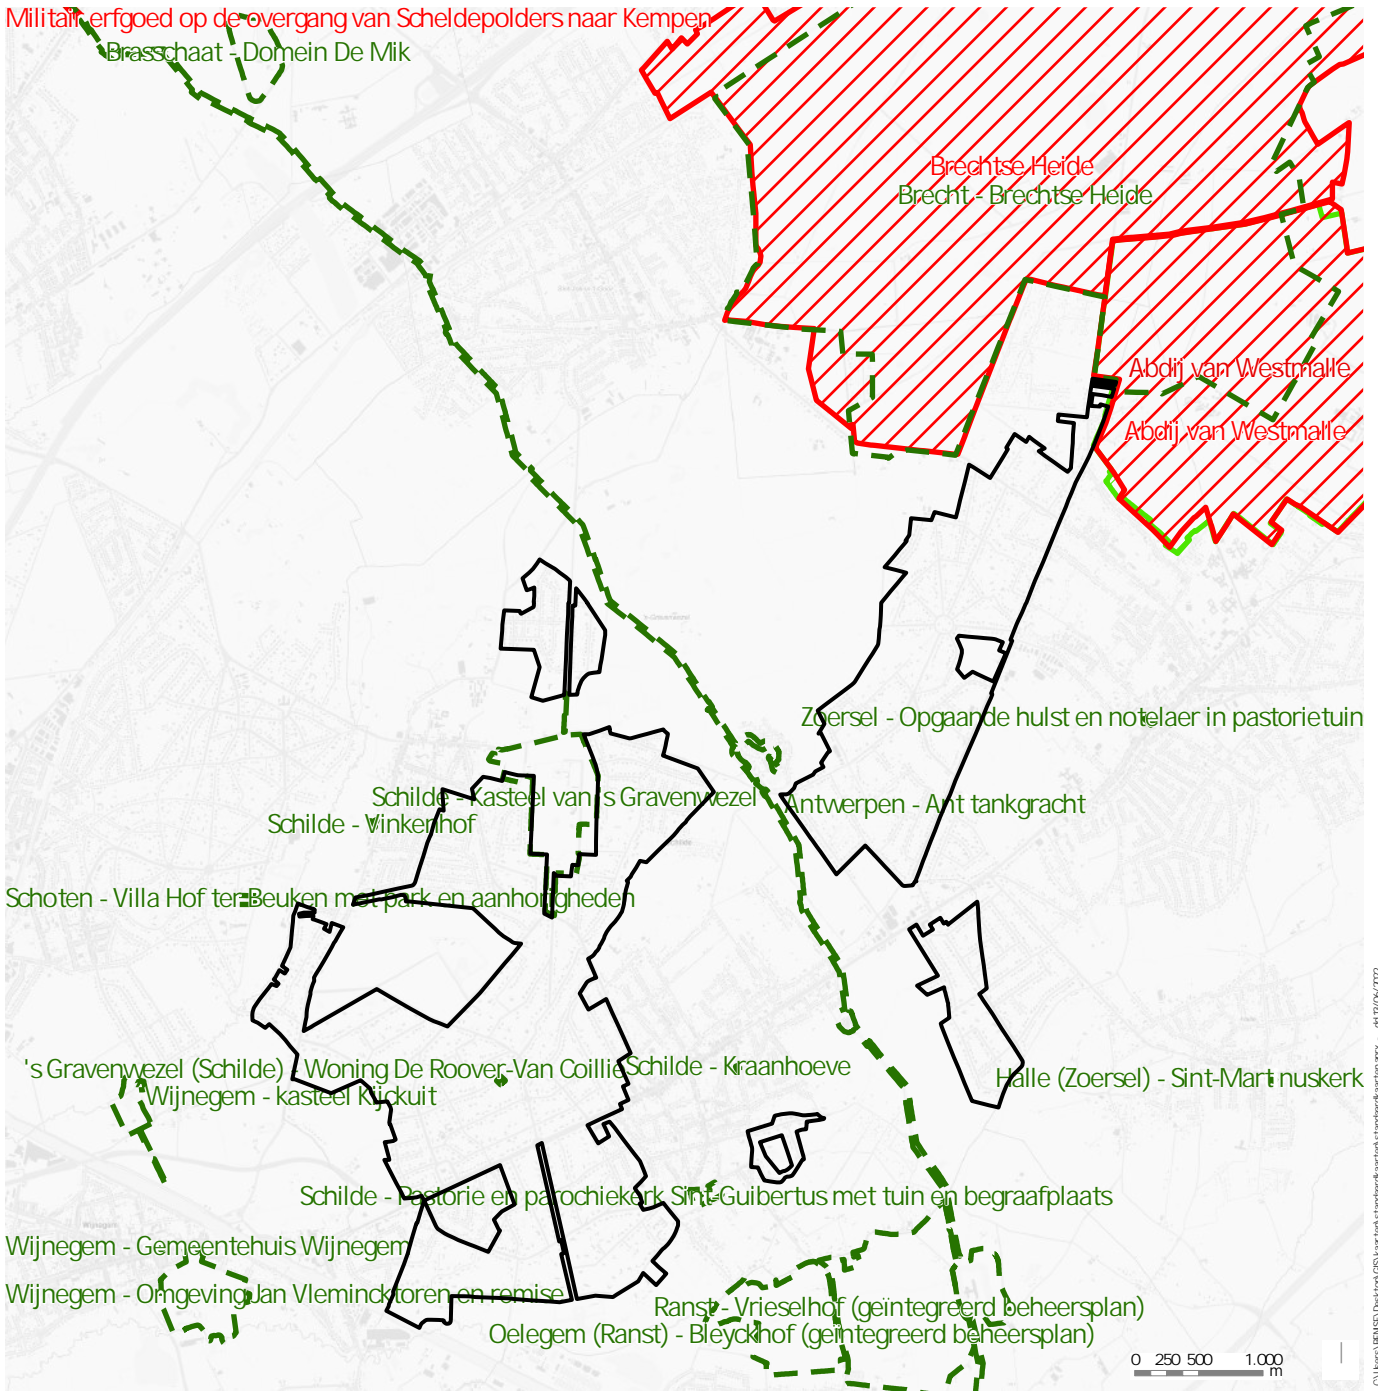 Militair erfgoed op de overgang van Scheldepolders naar Kempen
Brasschaat - Domein De Mik
Brechtse Heide
Brecht - Brechtse Heide
Abdij van Westmalle
Abdij van Westmalle
Zoersel - Opgaande hulst en notelaer in pastorietuin
Schilde - Kasteel van 's Gravenwezel
Antwerpen - Ant tankgracht
Schilde - Vinkenhof
Schoten - Villa Hof ter Beuken met park en aanhorigheden
's Gravenwezel (Schilde) - Woning De Roover-Van Coillie
Schilde - Kraanhoeve
Halle (Zoersel) - Sint-Martinuskerk
Wijnegem - kasteel Kijckuit
Schilde - Pastorie en parochiekerk Sint-Guibertus met tuin en begraafplaats
Wijnegem
Wijnegem - Gemeentehuis Wijnegem
Wijnegem - Omgeving Jan Vlemincktoren en remise
Ranst - Vrieselhof (geïntegreerd beheersplan)
Oelegem (Ranst) - Bleyckhof (geïntegreerd beheersplan)
0 250 500 1.000
m